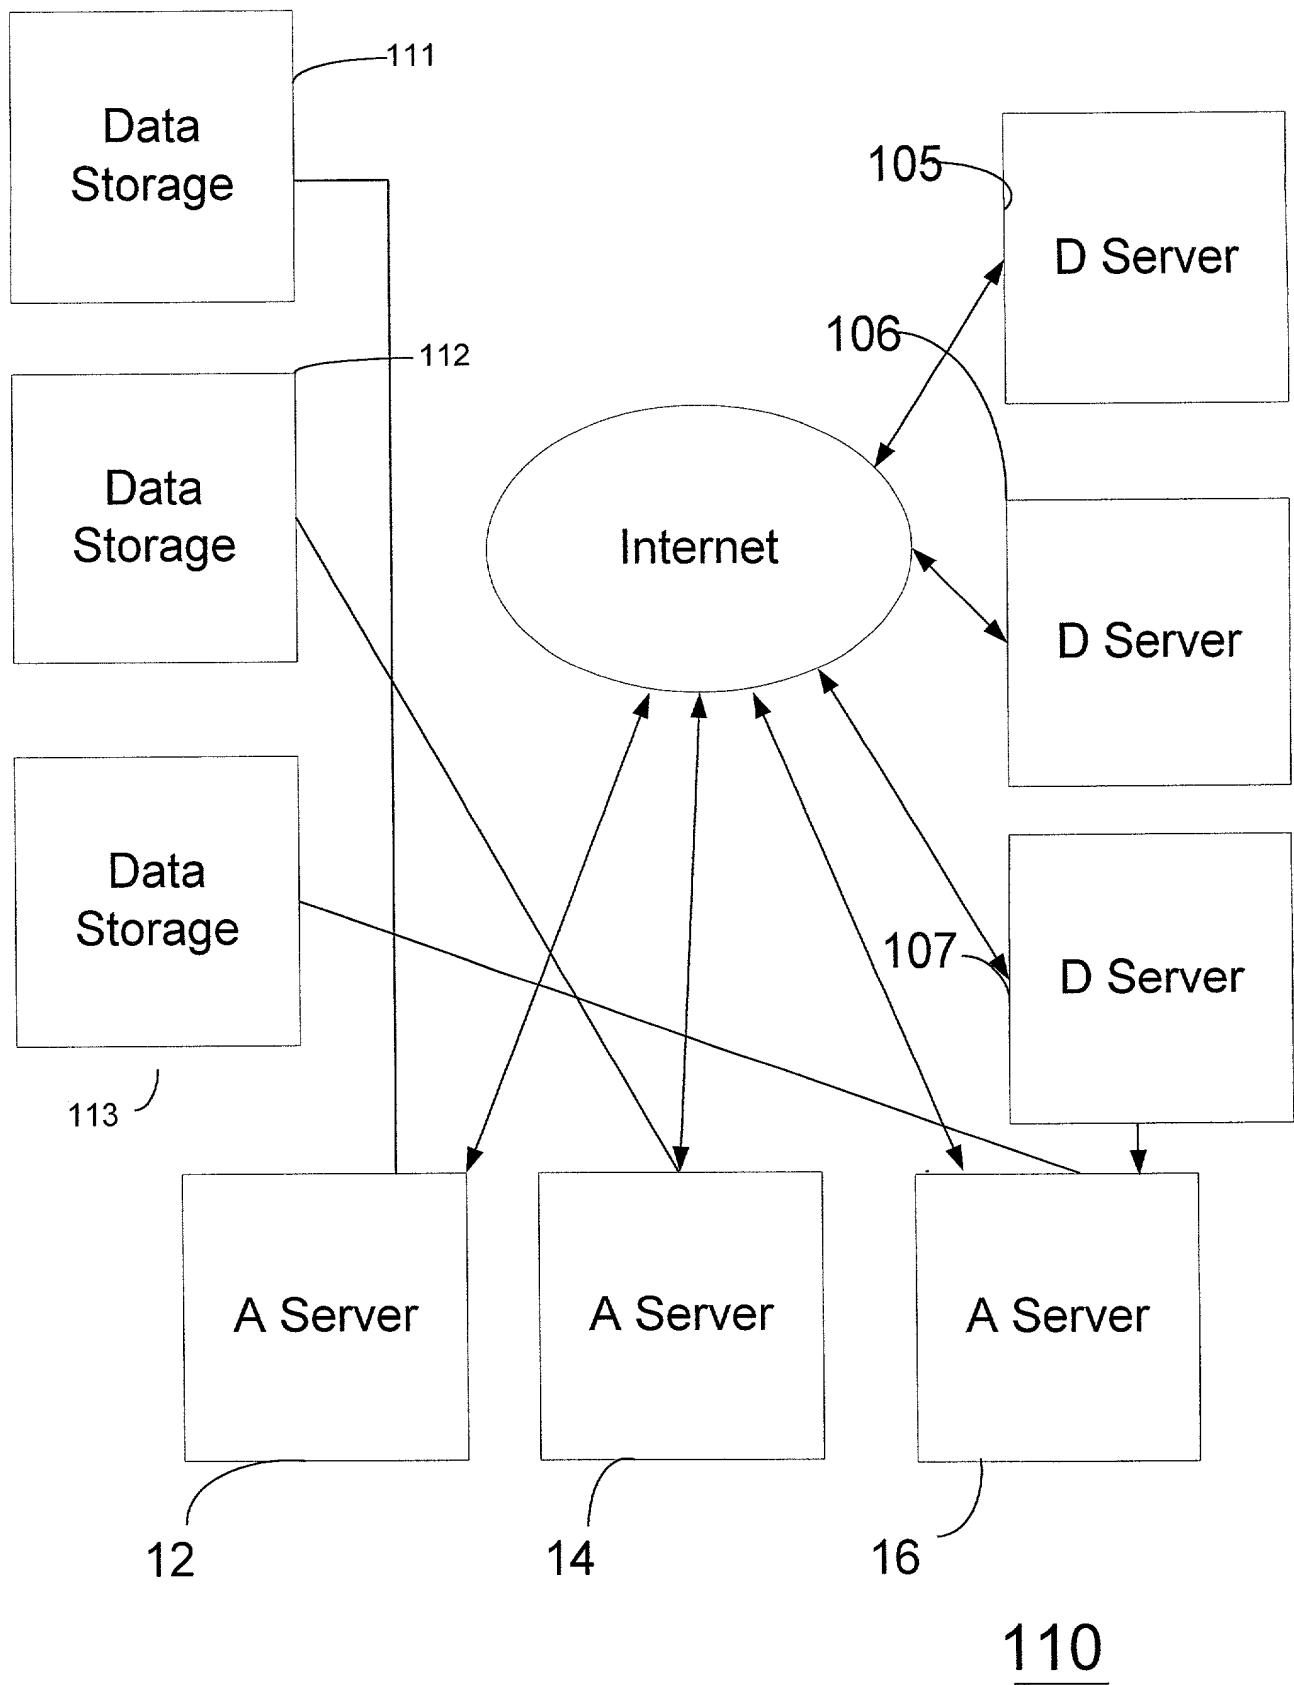 111
Data
Storage
105
D Server
106
112
Data
Storage
Internet
D Server
Data
Storage
107
D Server
113
A Server
A Server
A Server
12
14
16
110